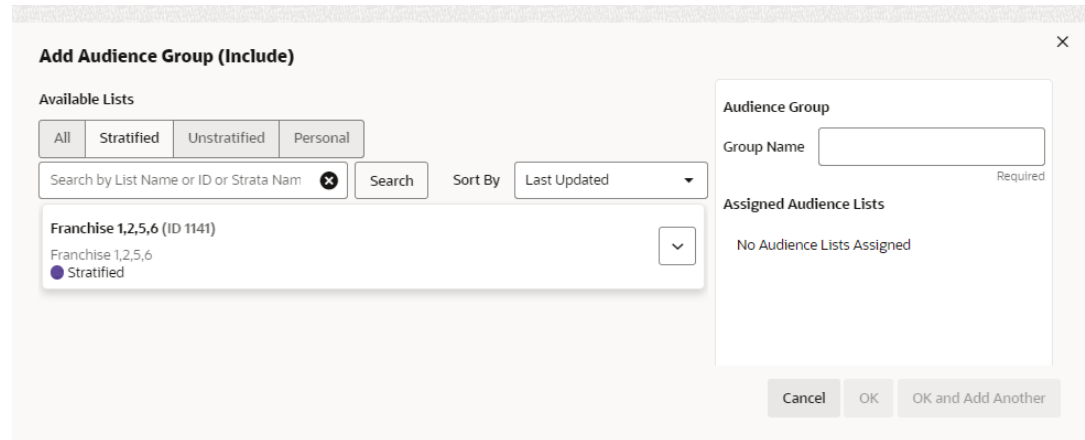 Add Audience Group (Include)
Available Lists
All Stratified Unstratified Personal
Search by List Name or ID or Strata Nam Search Sort By Last Updated
Franchise 1,2,5,6 (ID 1141)
Franchise 1,2,5,6
Stratified
Audience Group
Group Name
Required
Assigned Audience Lists
No Audience Lists Assigned
Cancel OK OK and Add Another